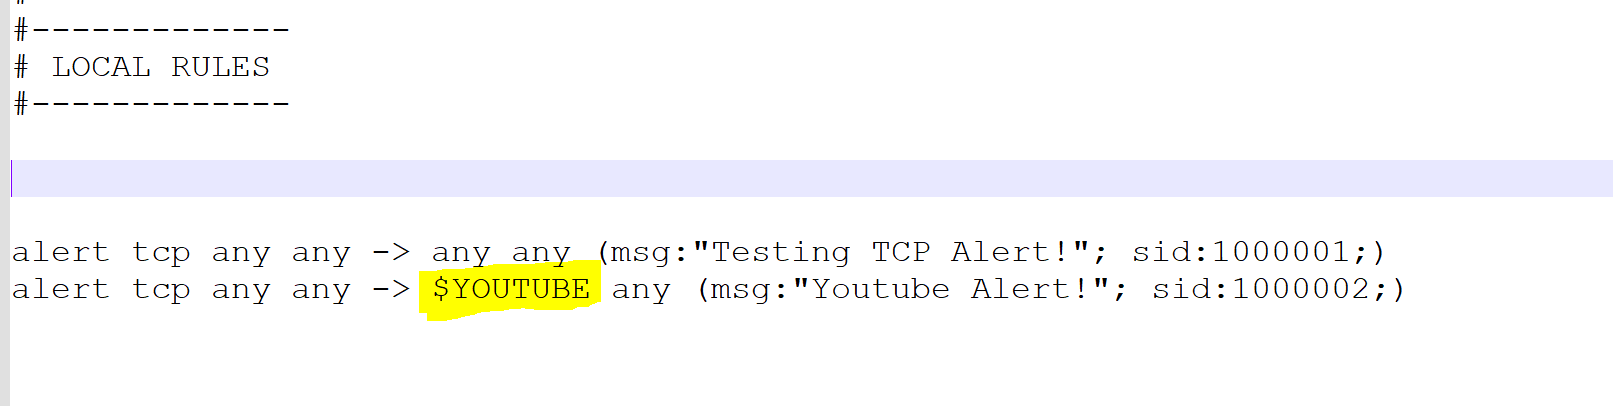 #-------------
# LOCAL RULES
#-------------
alert tcp any any -> any any (msg:"Testing TCP Alert!"; sid:1000001;)
alert tcp any any -> $YOUTUBE any (msg:"Youtube Alert!"; sid:1000002;)